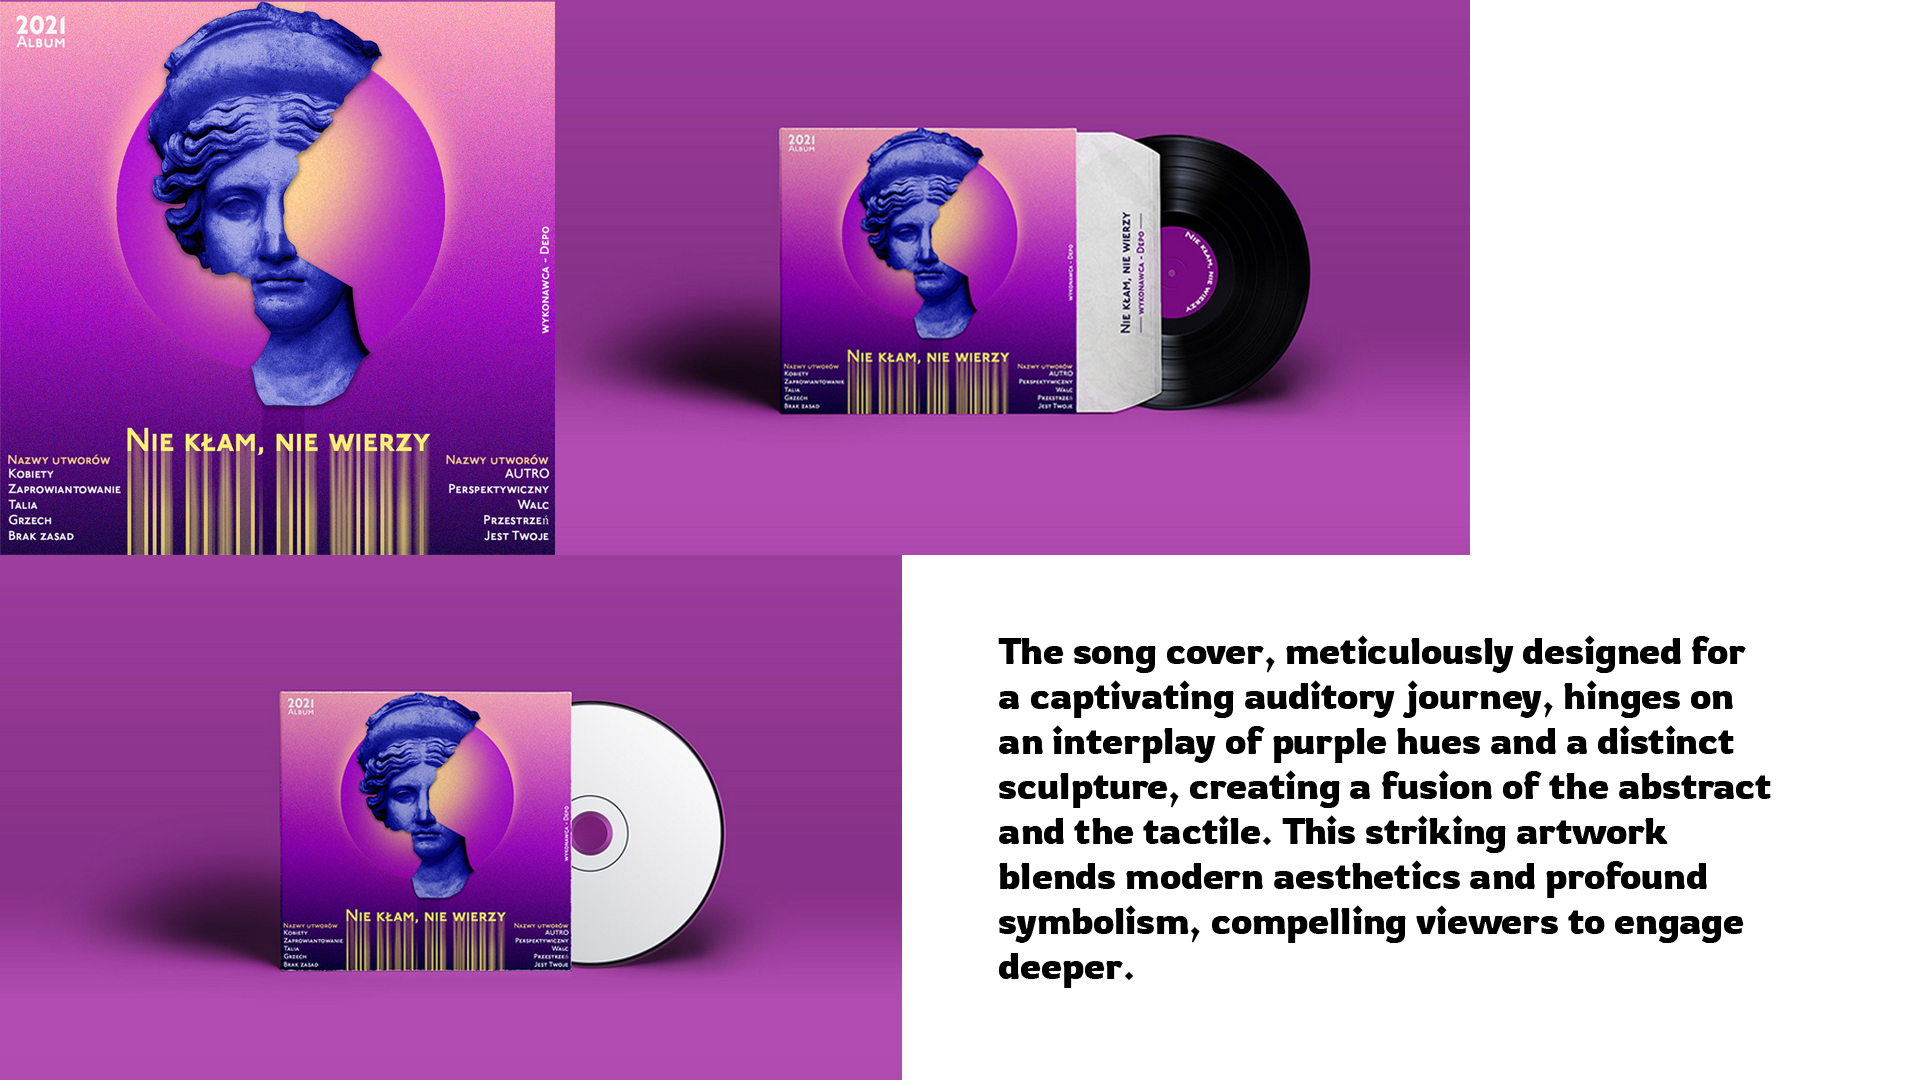 2021
Album
wykonawca - Depo
Nie kłam, nie wierzy
Nazwy utworów
Kobiety
Zaprowiantowanie
Talia
Grzech
Brak zasad
Nazwy utworów
AUTRO
Perspektywiczny
Walc
Przestrzeń
Jest Twoje
2021
Album
wykonawca - Depo
Nie kłam, nie wierzy
Nazwy utworów
Kobiety
Zaprowiantowanie
Talia
Grzech
Brak zasad
Nazwy utworów
AUTRO
Perspektywiczny
Walc
Przestrzeń
Jest Twoje
Nie kłam, nie wierzy
wykonawca - Depo
Nie kłam, nie wierzy
2021
Album
wykonawca - Depo
Nie kłam, nie wierzy
Nazwy utworów
Kobiety
Zaprowiantowanie
Talia
Grzech
Brak zasad
Nazwy utworów
AUTRO
Perspektywiczny
Walc
Przestrzeń
Jest Twoje
The song cover, meticulously designed for
a captivating auditory journey, hinges on
an interplay of purple hues and a distinct
sculpture, creating a fusion of the abstract
and the tactile. This striking artwork
blends modern aesthetics and profound
symbolism, compelling viewers to engage
deeper.